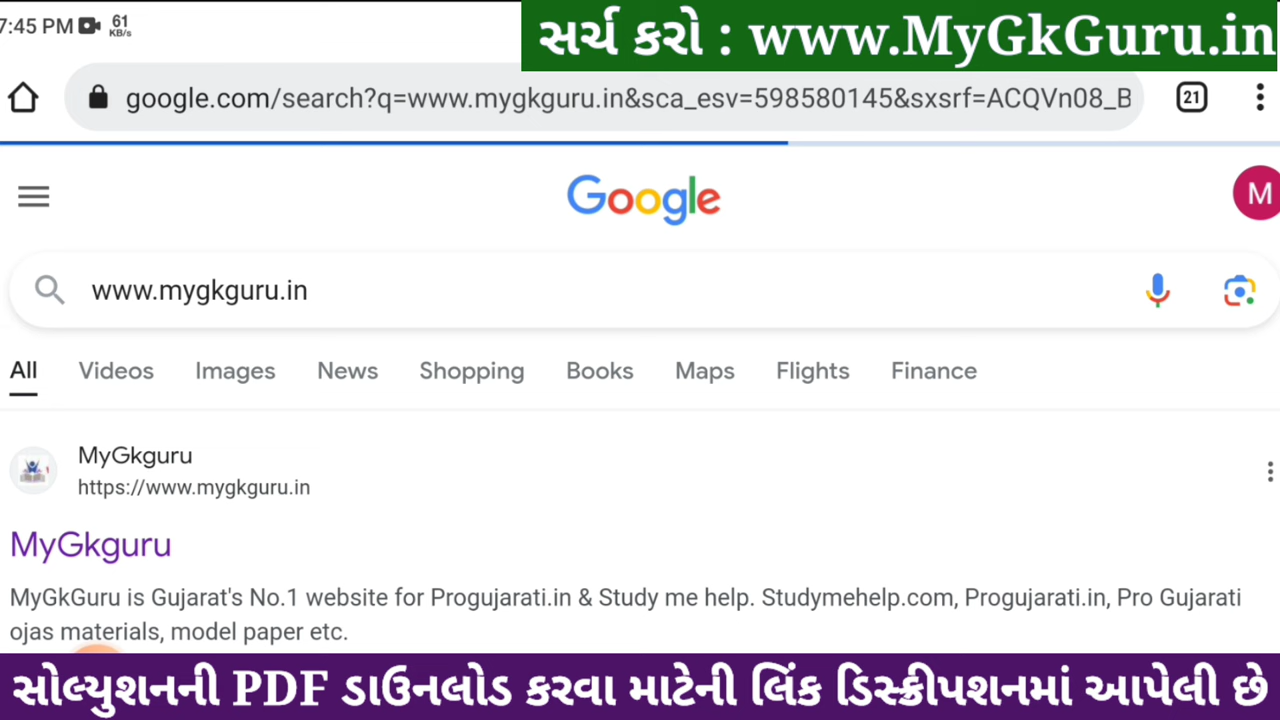 7:45 PM 61 KB/s
સર્ચ કરો : www.MyGkGuru.in
google.com/search?q=www.mygkguru.in&sca_esv=598580145&sxsrf=ACQVn08_B
21
Google
M
www.mygkguru.in
All Videos Images News Shopping Books Maps Flights Finance
MyGkguru
https://www.mygkguru.in
MyGkguru
MyGkGuru is Gujarat's No.1 website for Progujarati.in & Study me help. Studymehelp.com, Progujarati.in, Pro Gujarati
ojas materials, model paper etc.
સોલ્યુશનની PDF ડાઉનલોડ કરવા માટેની લિંક ડિસ્ક્રીપશનમાં આપેલી છે